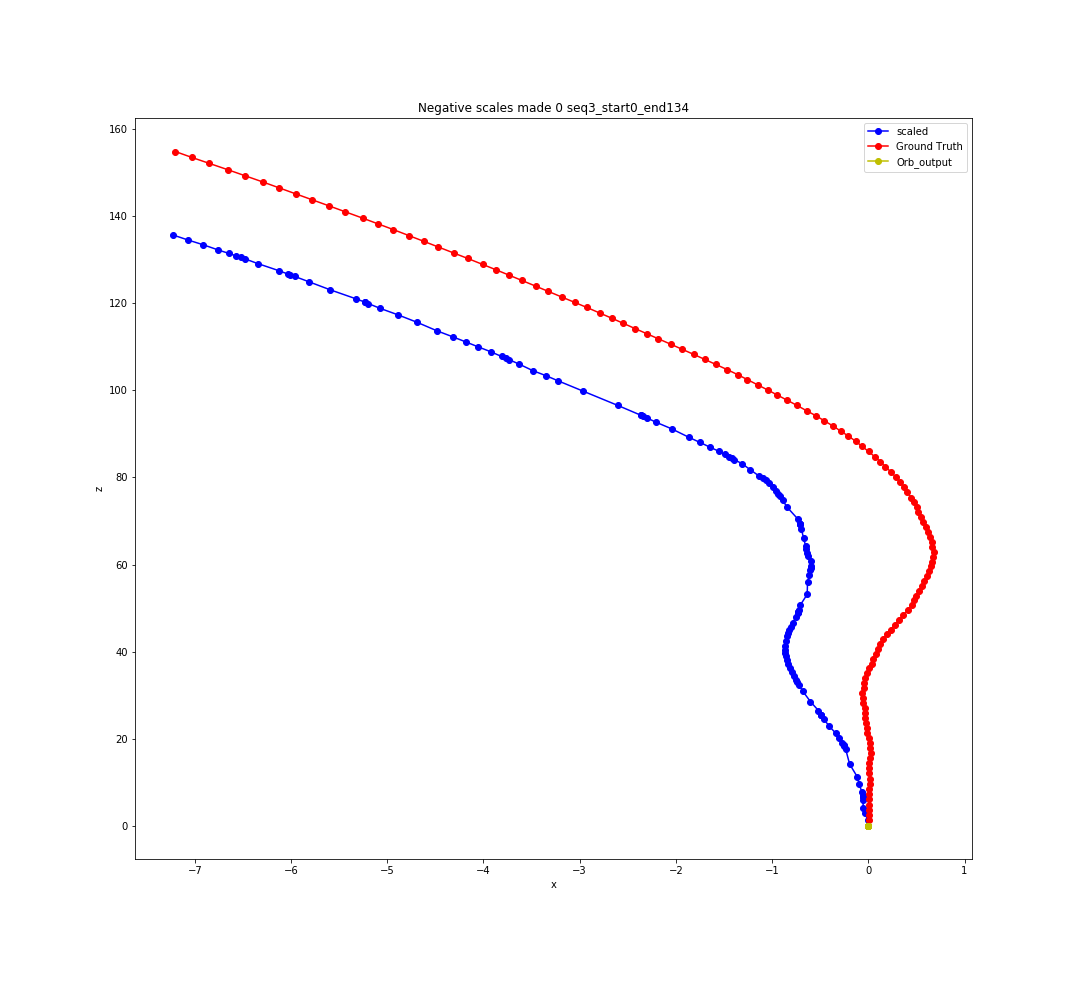 Negative scales made 0 seq3_start0_end134
scaled
Ground Truth
Orb_output
160
140
120
100
80
60
40
20
0
z
−7 −6 −5 −4 −3 −2 −1 0 1
x